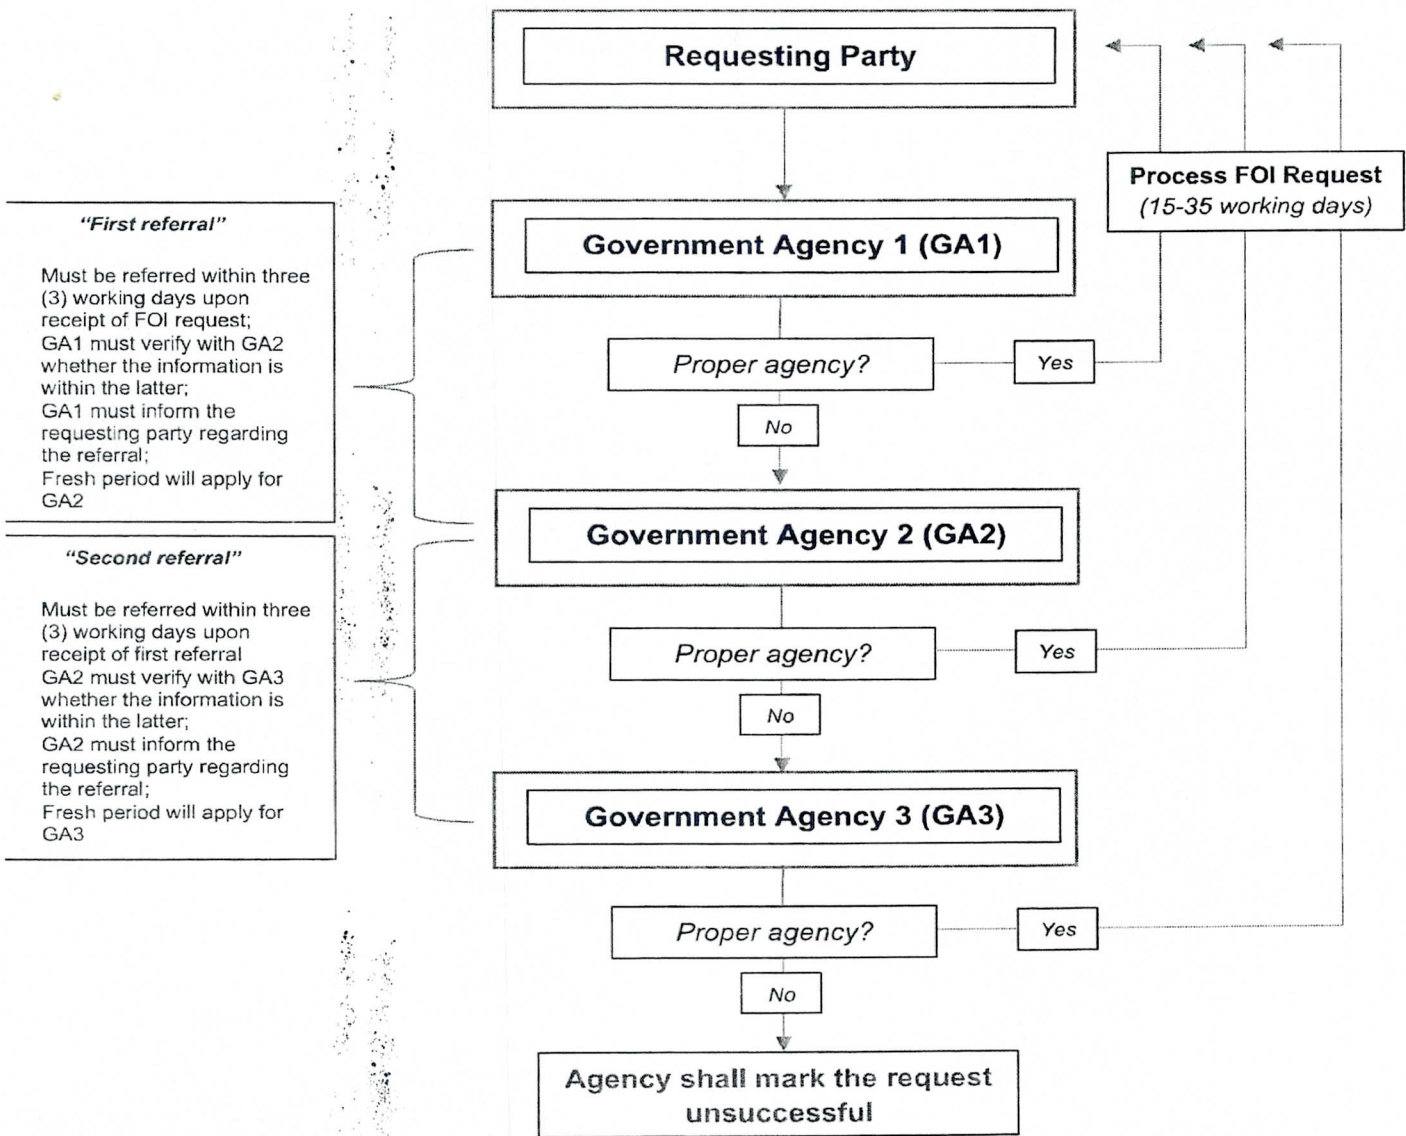 Requesting Party
Process FOI Request
(15-35 working days)
“First referral”
Must be referred within three
(3) working days upon
receipt of FOI request;
GA1 must verify with GA2
whether the information is
within the latter;
GA1 must inform the
requesting party regarding
the referral;
Fresh period will apply for
GA2
Government Agency 1 (GA1)
Proper agency?
Yes
No
Government Agency 2 (GA2)
“Second referral”
Must be referred within three
(3) working days upon
receipt of first referral
GA2 must verify with GA3
whether the information is
within the latter;
GA2 must inform the
requesting party regarding
the referral;
Fresh period will apply for
GA3
Proper agency?
Yes
No
Government Agency 3 (GA3)
Proper agency?
Yes
No
Agency shall mark the request
unsuccessful